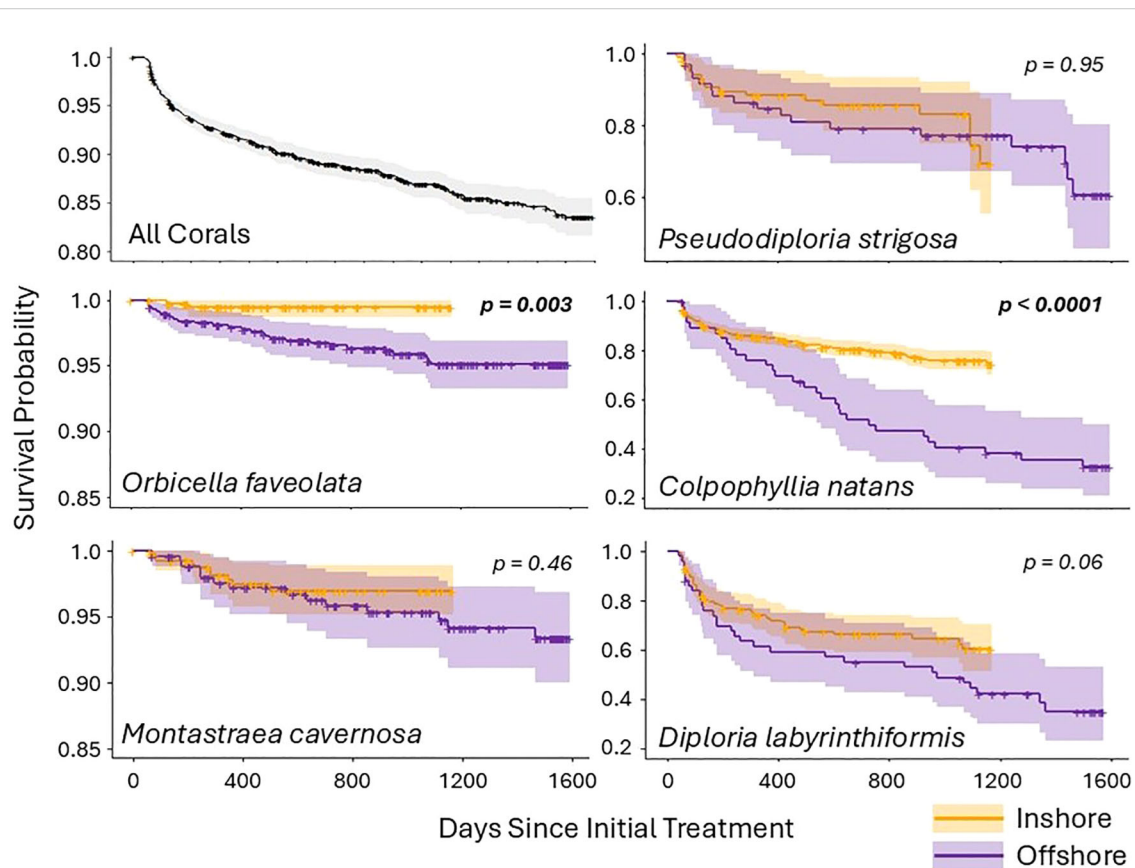 Survival Probability
1.0
0.95
0.90
0.85
0.80
All Corals
1.0
0.8
0.6
p = 0.95
Pseudodiploria strigosa
1.0
0.95
0.90
0.85
p = 0.003
Orbicella faveolata
1.0
0.8
0.6
0.4
0.2
p < 0.0001
Colpophyllia natans
1.0
0.95
0.90
0.85
p = 0.46
Montastraea cavernosa
0 400 800 1200 1600
1.0
0.8
0.6
0.4
0.2
p = 0.06
Diploria labyrinthiformis
0 400 800 1200 1600
Days Since Initial Treatment
Inshore
Offshore